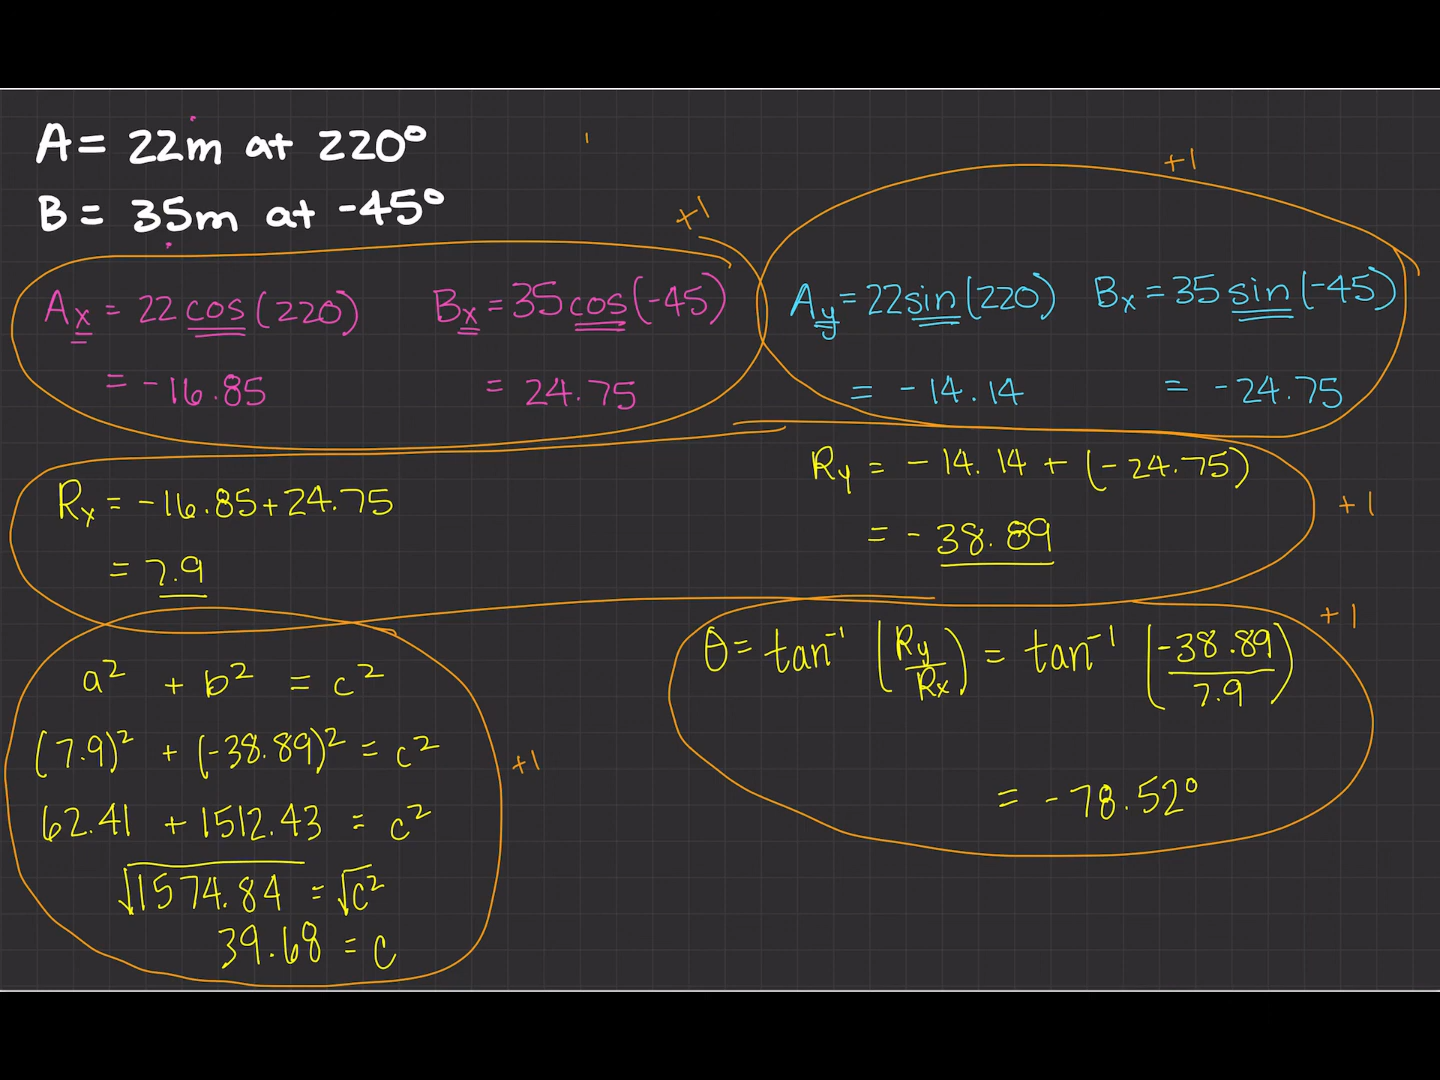 A = 22m at 220°
B = 35m at -45°
+1
+1
Ax = 22 cos(220)
= -16.85
Bx = 35 cos(-45)
= 24.75
Ay = 22 sin(220)
= -14.14
Bx = 35 sin(-45)
= -24.75
Rx = -16.85 + 24.75
= 7.9
Ry = -14.14 + (-24.75)
= -38.89
+1
a² + b² = c²
(7.9)² + (-38.89)² = c²
62.41 + 1512.43 = c²
√1574.84 = √c²
39.68 = c
+1
θ = tan⁻¹ (Ry/Rx) = tan⁻¹ (-38.89/7.9)
= -78.52°
+1